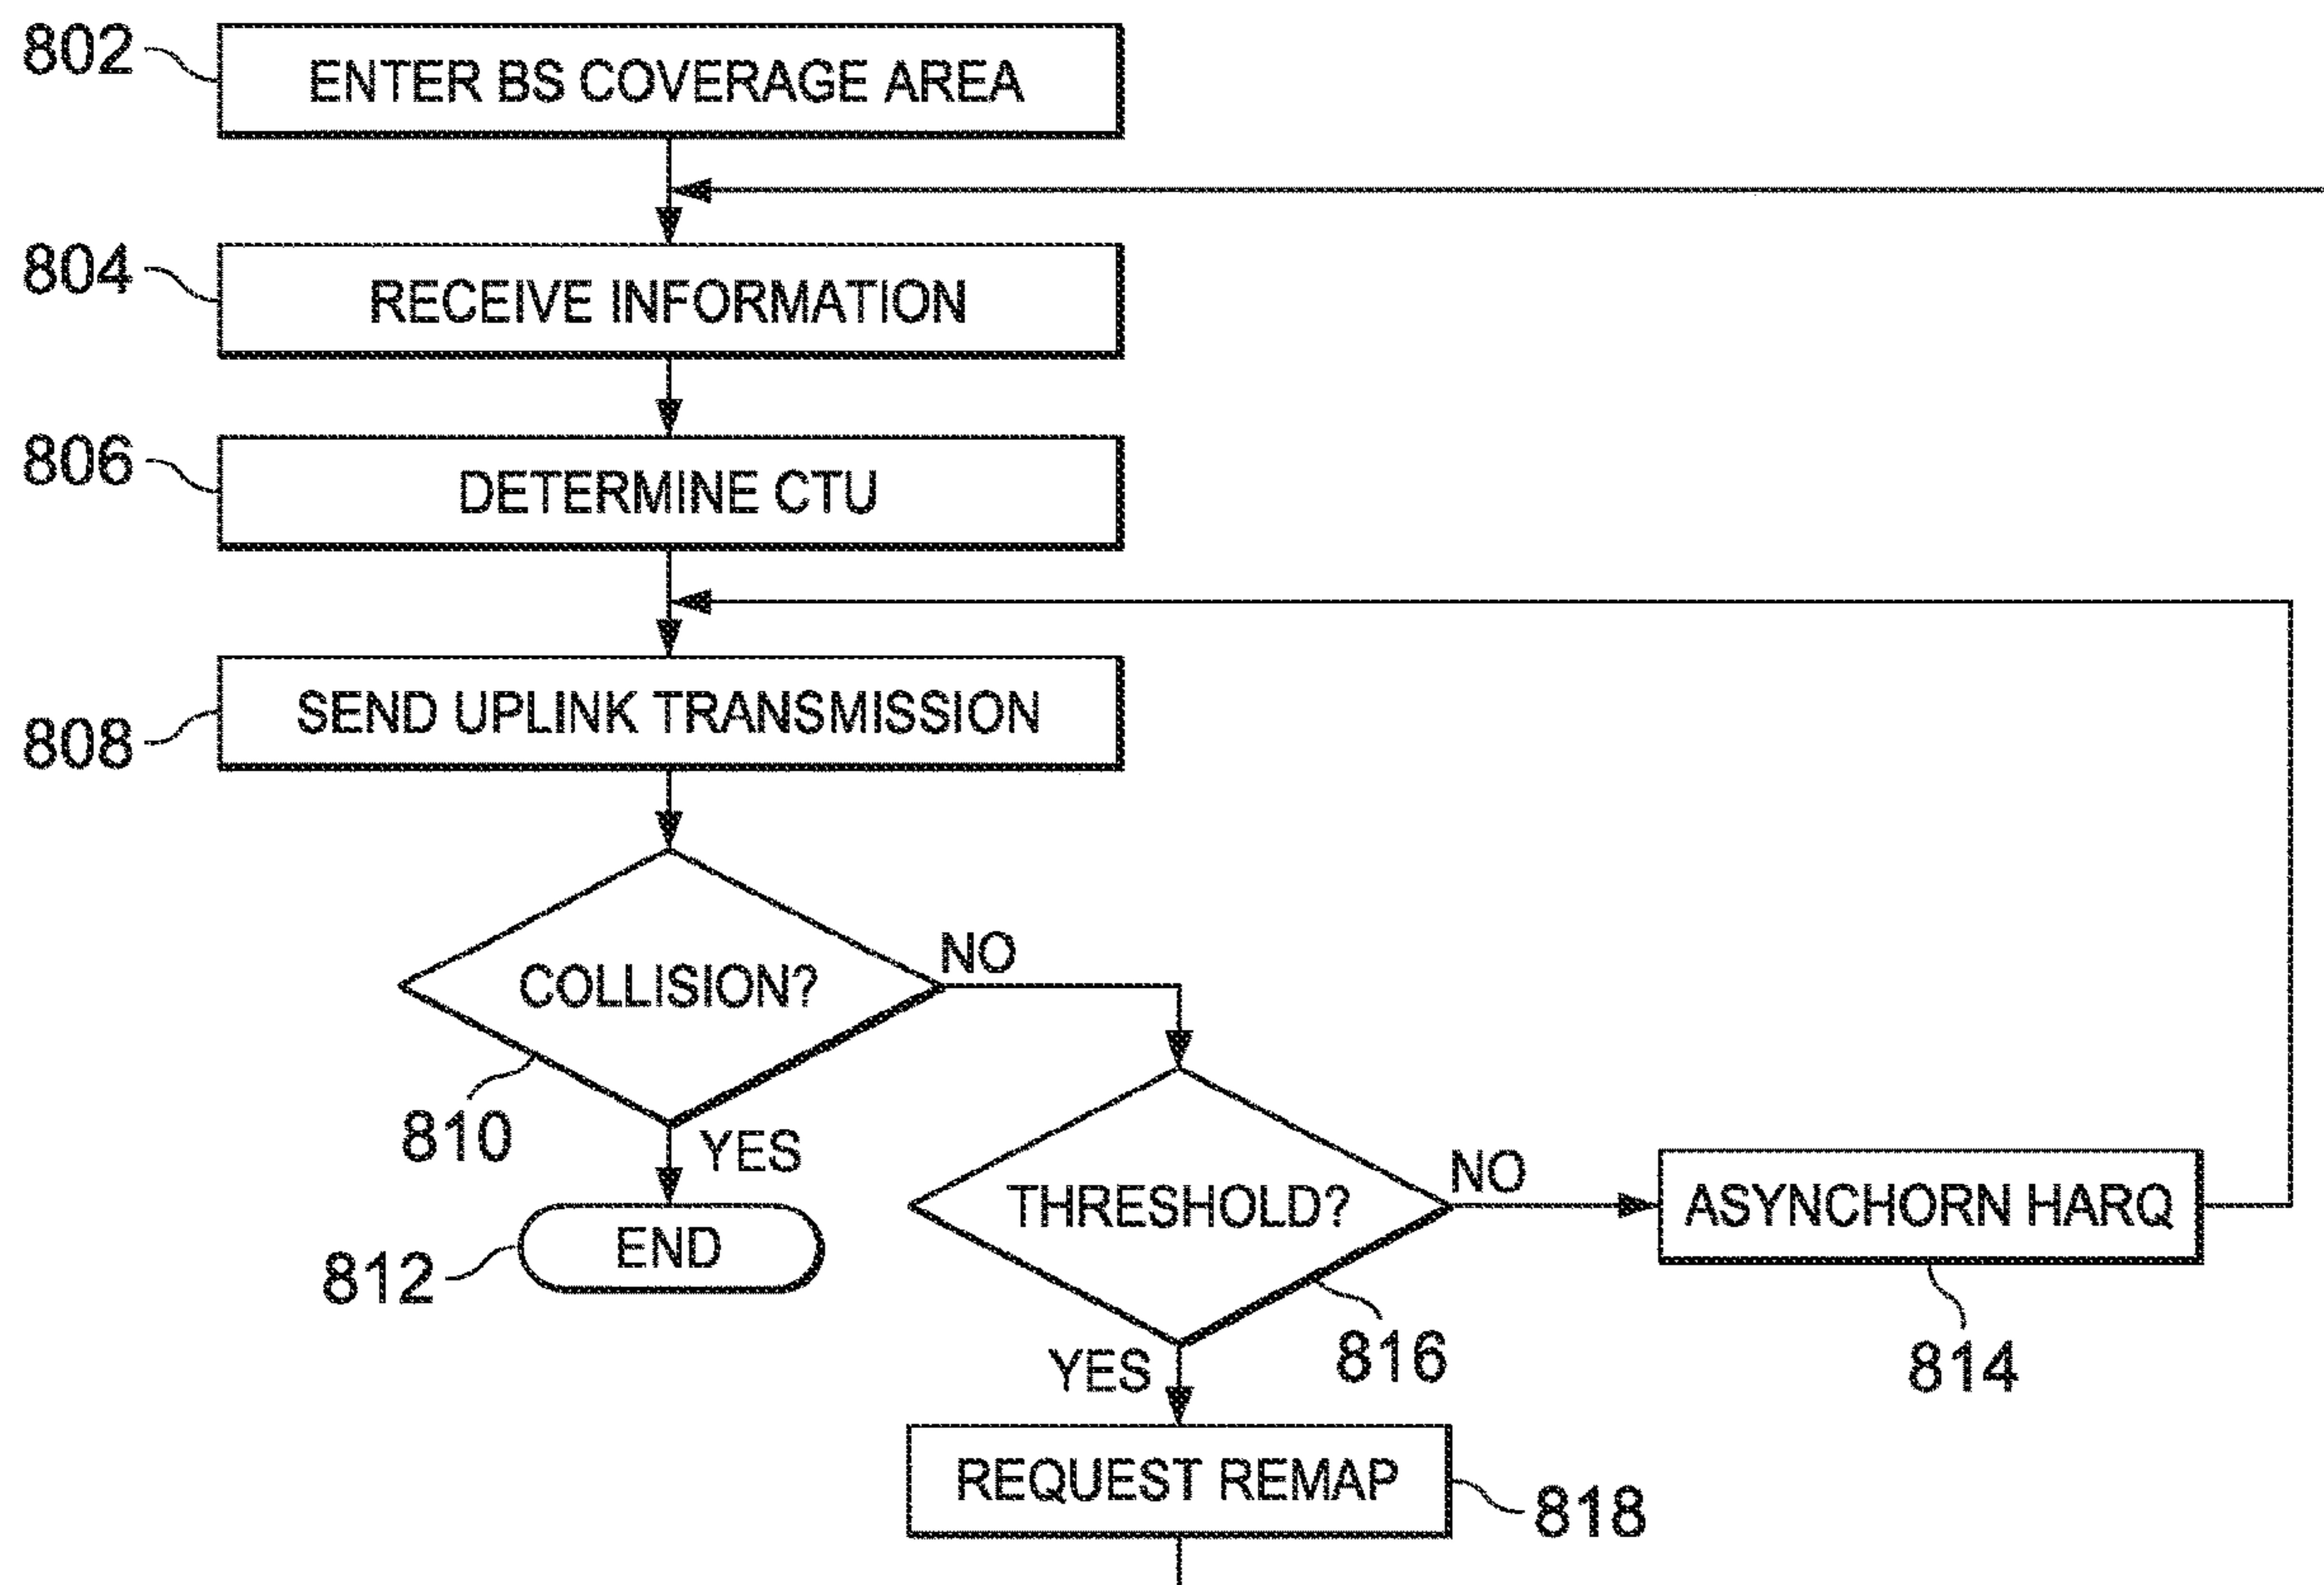 802
ENTER BS COVERAGE AREA
804
RECEIVE INFORMATION
806
DETERMINE CTU
SEND UPLINK TRANSMISSION
808
NO
COLLISION?
810
YES
NO
THRESHOLD?
ASYNCHORN HARQ
END
812
816
814
YES
REQUEST REMAP
818